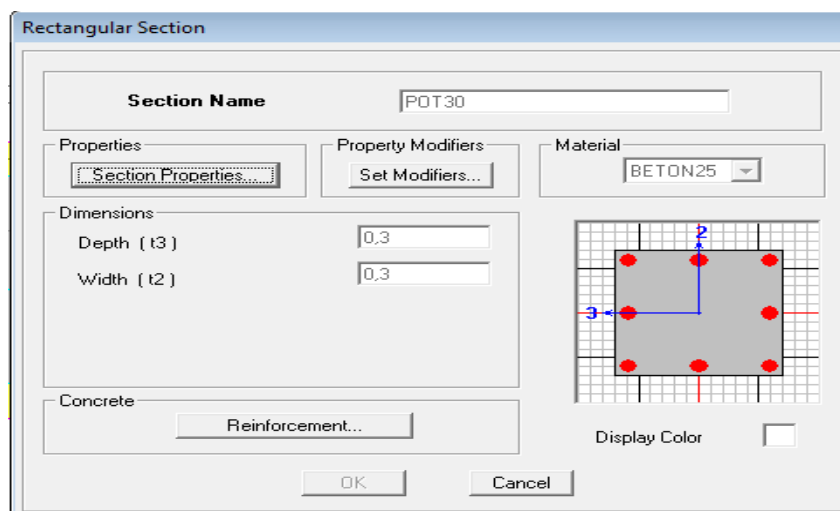 Rectangular Section
Section Name POT30
Properties Property Modifiers Material
Section Properties... Set Modifiers... BETON25
Dimensions
Depth ( t3 ) 0,3
Width ( t2 ) 0,3
2
3
Concrete
Reinforcement...
Display Color
OK Cancel